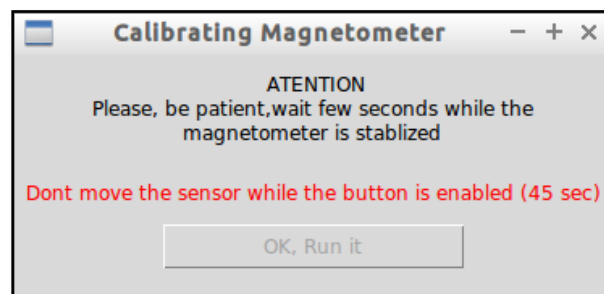 Calibrating Magnetometer
ATENTION
Please, be patient,wait few seconds while the
magnetometer is stablized
Dont move the sensor while the button is enabled (45 sec)
OK, Run it